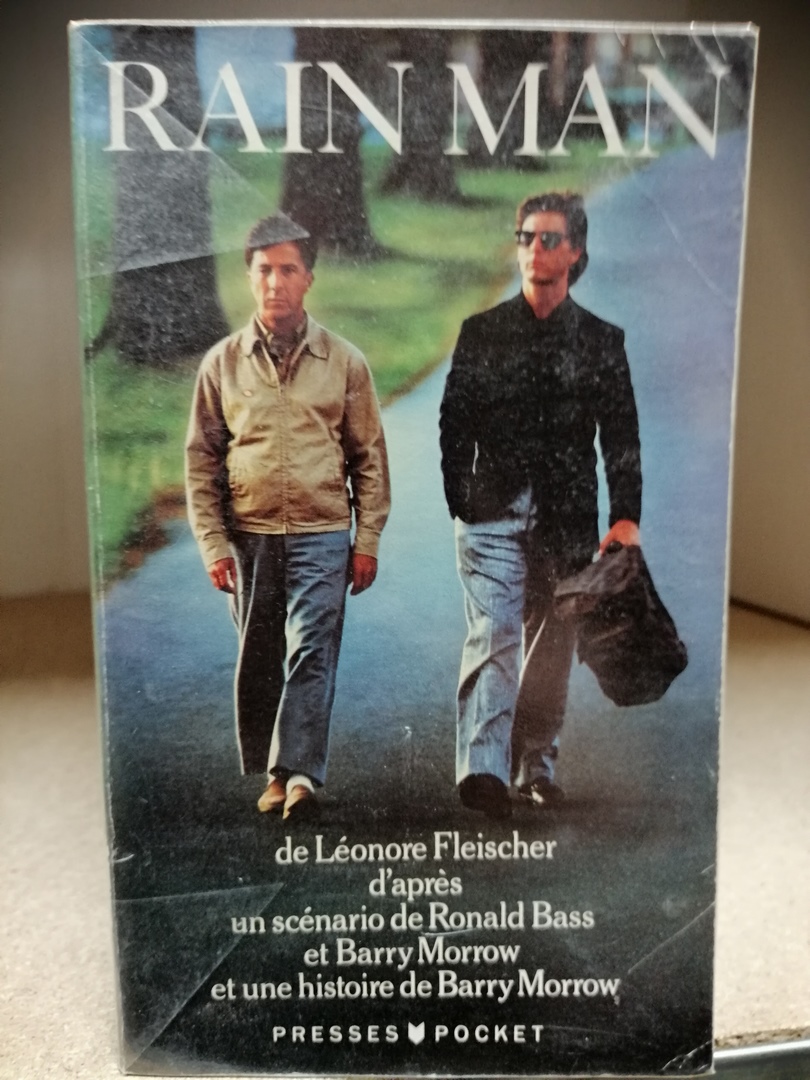 RAIN MAN
de Léonore Fleischer
d'après
un scénario de Ronald Bass
et Barry Morrow
et une histoire de Barry Morrow
PRESSES POCKET